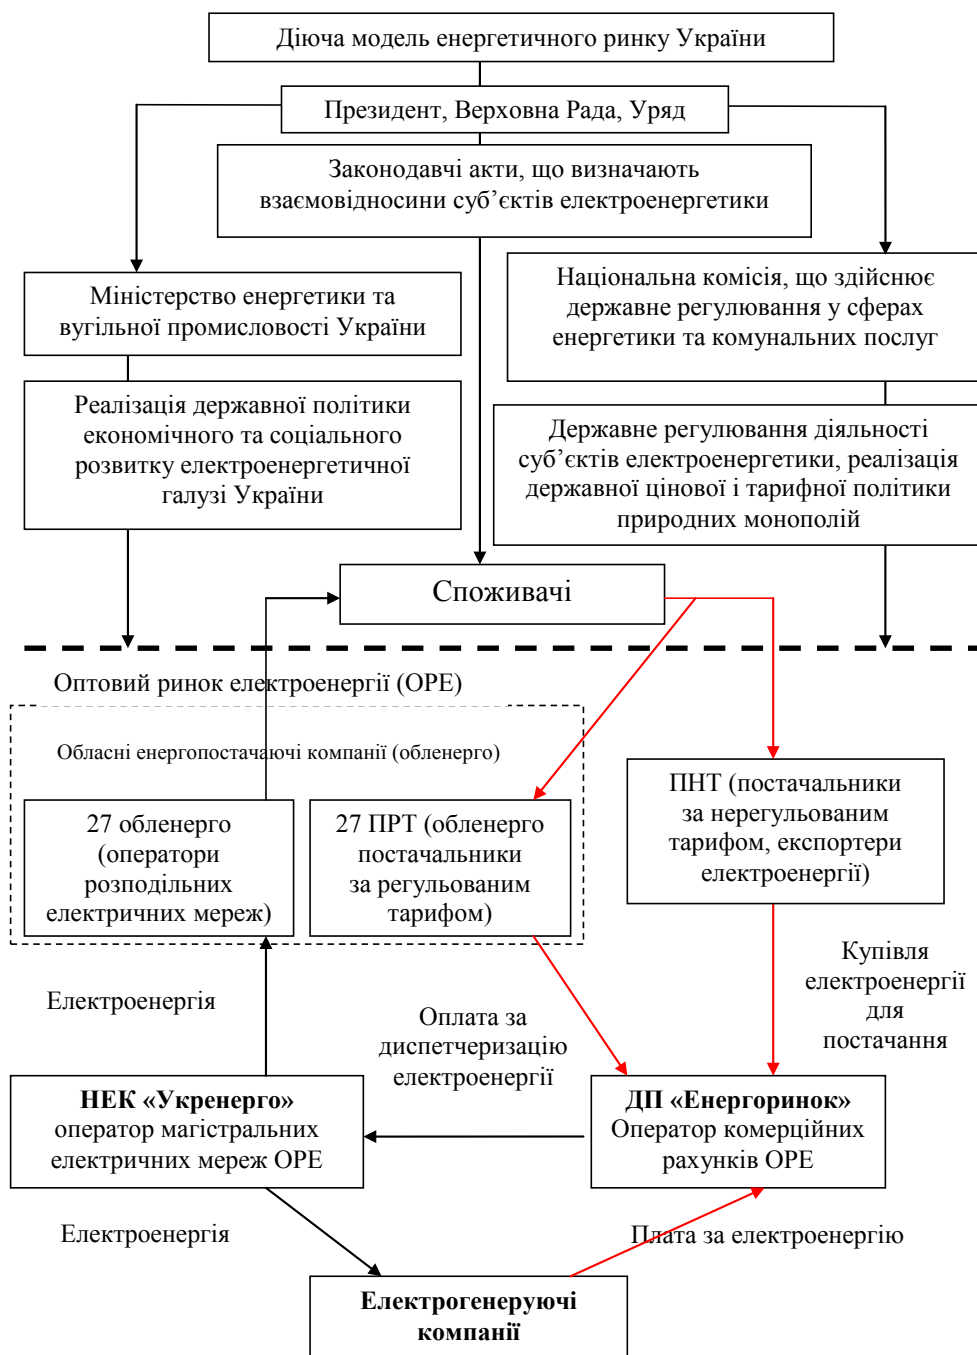 Діюча модель енергетичного ринку України
Президент, Верховна Рада, Уряд
Законодавчі акти, що визначають
взаємовідносини суб’єктів електроенергетики
Міністерство енергетики та
вугільної промисловості України
Національна комісія, що здійснює
державне регулювання у сферах
енергетики та комунальних послуг
Реалізація державної політики
економічного та соціального
розвитку електроенергетичної
галузі України
Державне регулювання діяльності
суб’єктів електроенергетики, реалізація
державної цінової і тарифної політики
природних монополій
Споживачі
Оптовий ринок електроенергії (ОРЕ)
Обласні енергопостачаючі компанії (обленерго)
27 обленерго
(оператори
розподільних
електричних мереж)
27 ПРТ (обленерго
постачальники
за регульованим
тарифом)
ПНТ (постачальники
за нерегульованим
тарифом, експортери
електроенергії)
Електроенергія
Оплата за
диспетчеризацію
електроенергії
Купівля
електроенергії
для
постачання
НЕК «Укренерго»
оператор магістральних
електричних мереж ОРЕ
ДП «Енергоринок»
Оператор комерційних
рахунків ОРЕ
Електроенергія
Плата за електроенергію
Електрогенеруючі
компанії